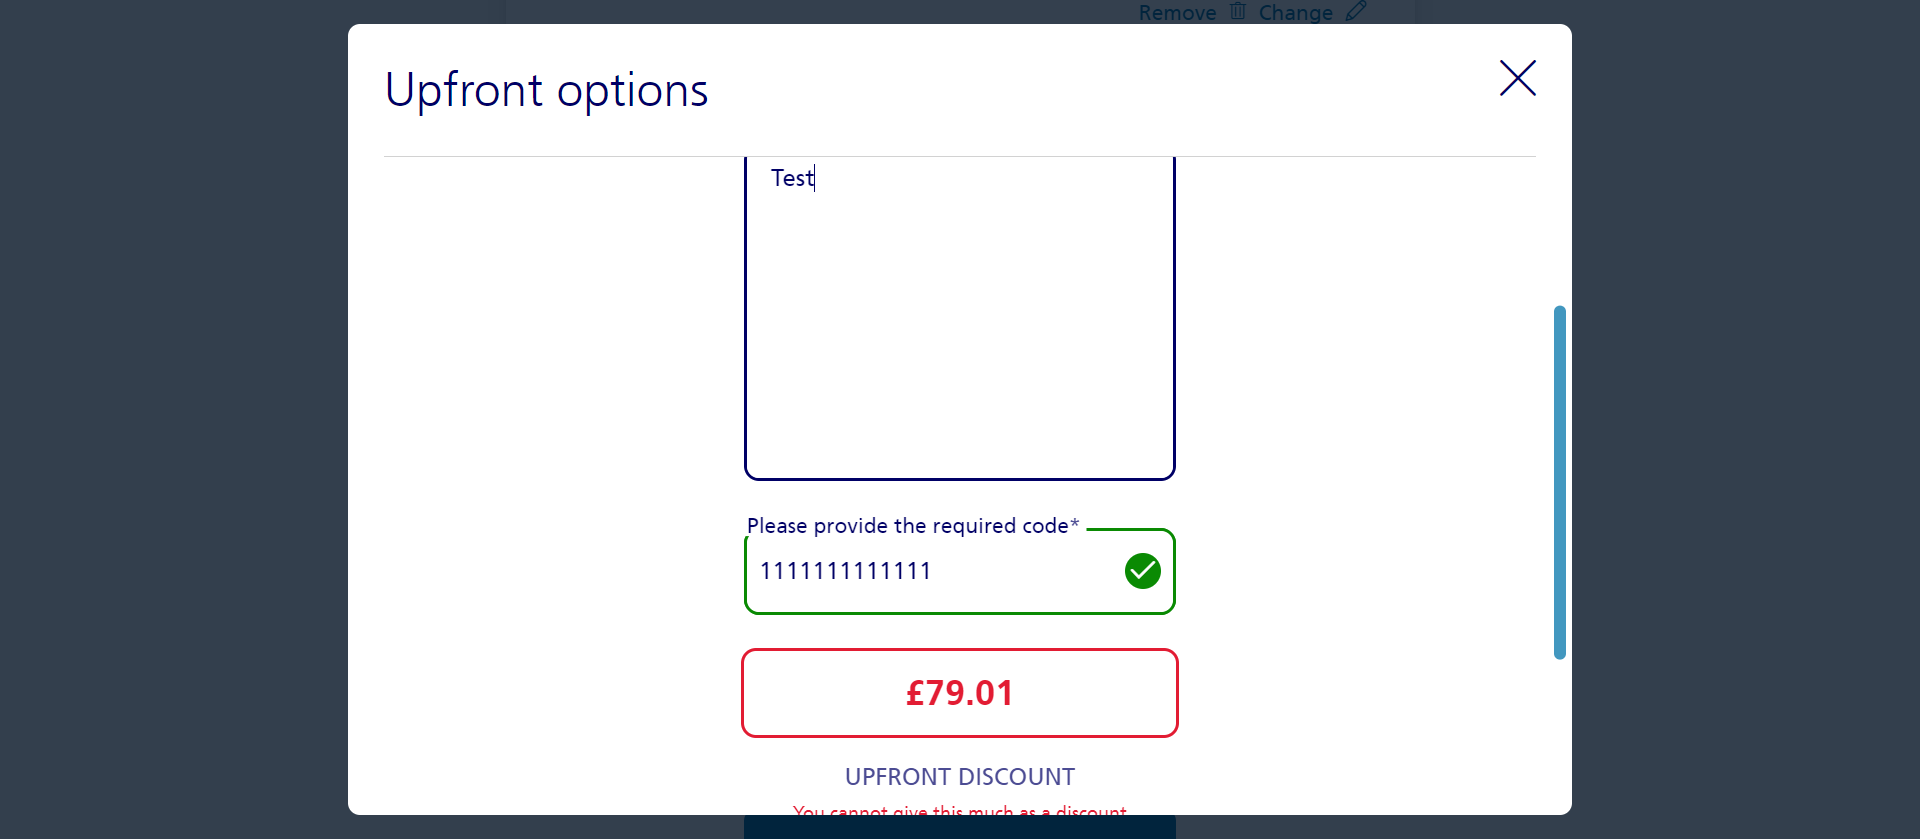 Remove Change
Upfront options
Test
Please provide the required code*
1111111111111
£79.01
UPFRONT DISCOUNT
You cannot give this much as a discount